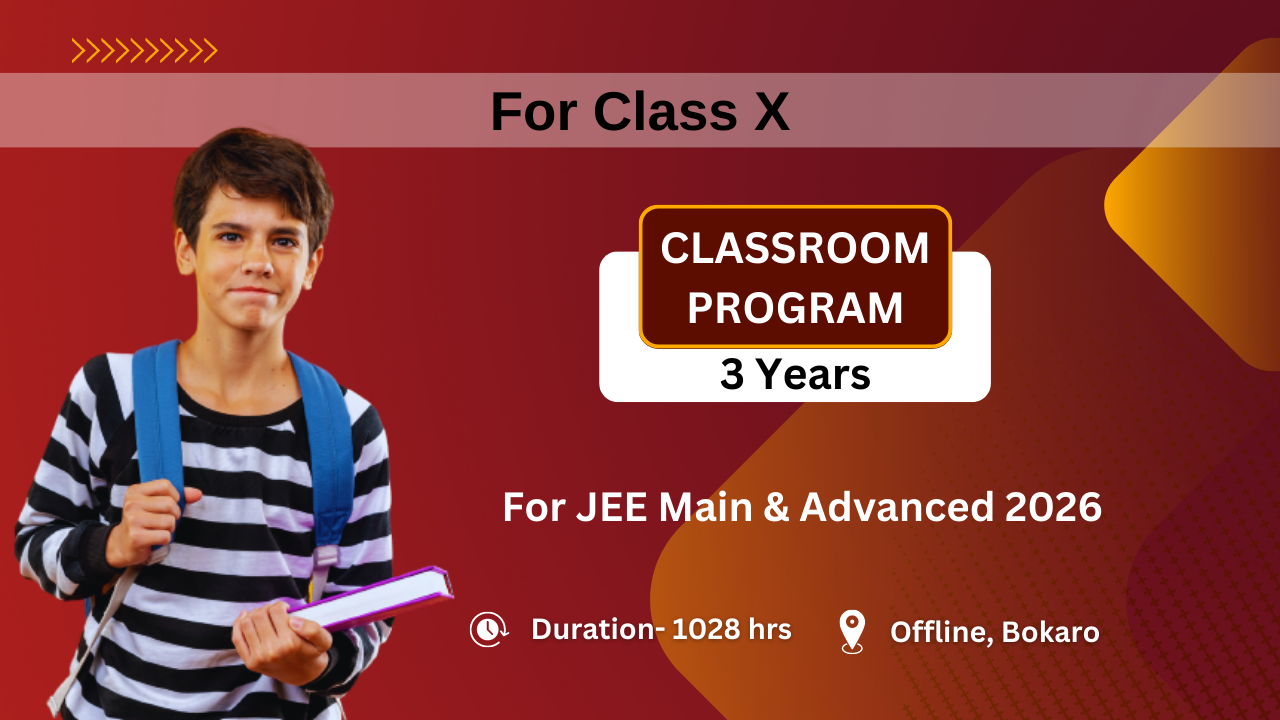 For Class X
CLASSROOM
PROGRAM
3 Years
For JEE Main & Advanced 2026
Duration- 1028 hrs
Offline, Bokaro